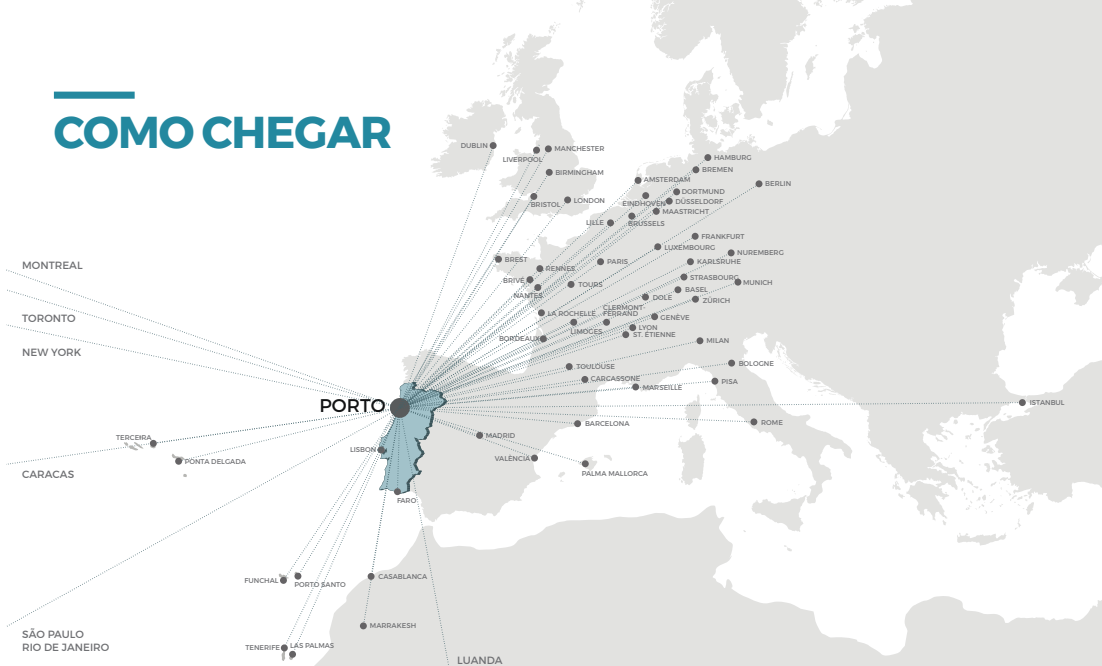 COMO CHEGAR
DUBLIN
LIVERPOOL
MANCHESTER
BIRMINGHAM
BRISTOL
LONDON
HAMBURG
BREMEN
AMSTERDAM
BERLIN
DORTMUND
EINDHOVEN
DÜSSELDORF
MAASTRICHT
LILLE
BRUSSELS
FRANKFURT
LUXEMBOURG
NUREMBERG
BREST
RENNES
PARIS
KARLSRUHE
BRIVE
NANTES
TOURS
STRASBOURG
MUNICH
BASEL
DOLE
ZÜRICH
LA ROCHELLE
CLERMONT
FERRAND
GENÈVE
LIMOGES
LYON
ST. ÉTIENNE
BORDEAUX
MILAN
BOLOGNE
TOULOUSE
CARCASSONE
MARSEILLE
PISA
MONTREAL
TORONTO
NEW YORK
PORTO
ISTANBUL
BARCELONA
ROME
TERCEIRA
PONTA DELGADA
LISBON
MADRID
VALÈNCIA
PALMA MALLORCA
CARACAS
FARO
FUNCHAL
PORTO SANTO
CASABLANCA
MARRAKESH
SÃO PAULO
RIO DE JANEIRO
TENERIFE
LAS PALMAS
LUANDA